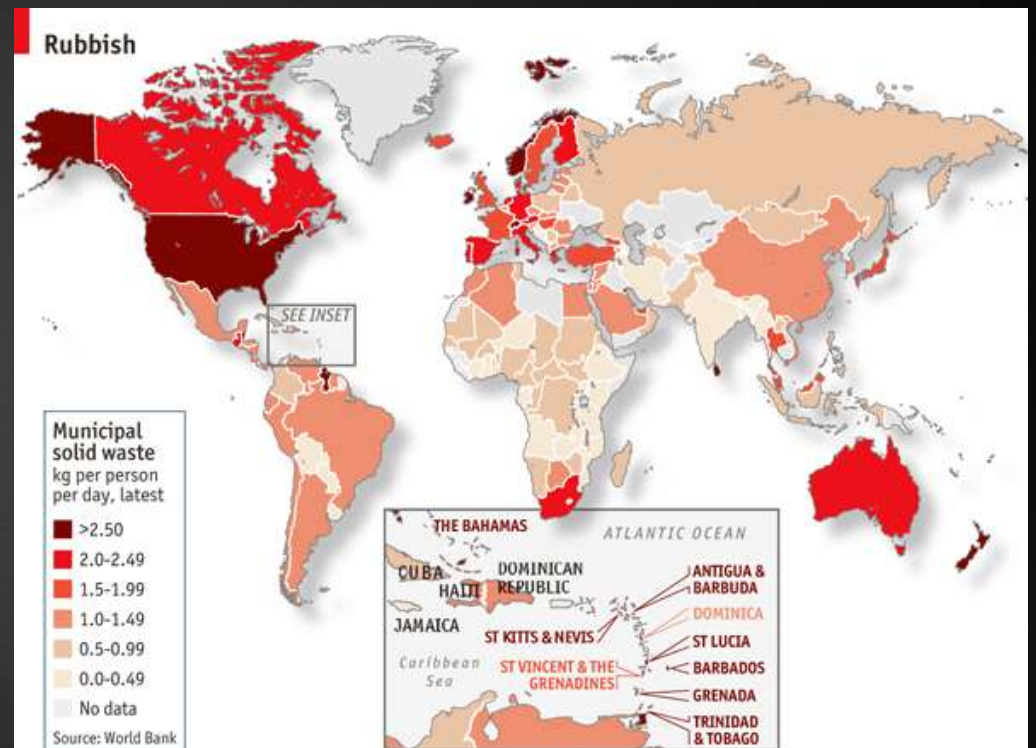 Rubbish
SEE INSET
Municipal
solid waste
kg per person
per day, latest
>2.50
2.0-2.49
1.5-1.99
1.0-1.49
0.5-0.99
0.0-0.49
No data
Source: World Bank
THE BAHAMAS
ATLANTIC OCEAN
CUBA
HAITI
DOMINICAN
REPUBLIC
JAMAICA
ST KITTS & NEVIS
Caribbean
Sea
ST VINCENT & THE
GRENADINES
ANTIGUA &
BARBUDA
DOMINICA
ST LUCIA
BARBADOS
GRENADA
TRINIDAD
& TOBAGO